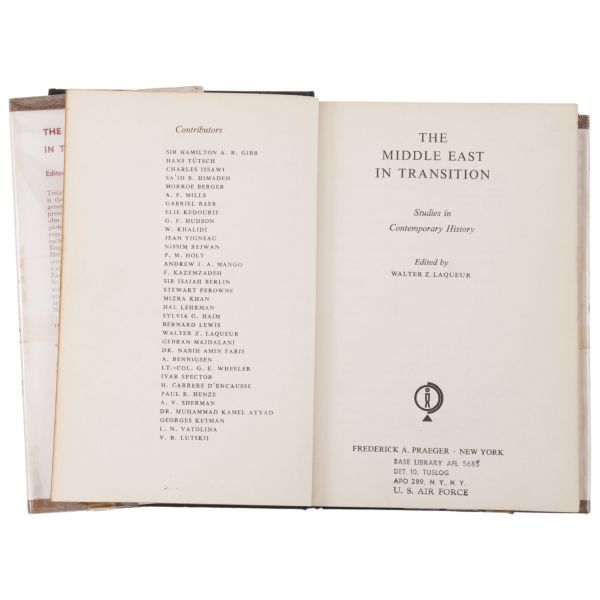 THE
IN T
Edite
Contributors
SIR HAMILTON A. R. GIBB
HANS TÜTSCH
CHARLES ISSAWI
SA'ID B. HIMADEH
MORROE BERGER
A. F. MILLS
GABRIEL BAER
ELIE KEDOURIE
G. F. HUDSON
W. KHALIDI
JEAN VIGNEAU
NISSIM REJWAN
P. M. HOLT
ANDREW J. A. MANGO
F. KAZEMZADEH
SIR ISAIAH BERLIN
STEWART PEROWNE
MIZRA KHAN
HAL LEHRMAN
SYLVIA G. HAIM
BERNARD LEWIS
WALTER Z. LAQUEUR
GEBRAN MAJDALANI
DR. NABIH AMIN FARIS
A. BENNIGSEN
LT.-COL. G. E. WHEELER
IVAR SPECTOR
H. CARRERE D'ENCAUSSE
PAUL B. HENZE
A. V. SHERMAN
DR. MUHAMMAD KAMEL AYYAD
GEORGES KETMAN
L. N. VATOLINA
V. B. LUTSKII
THE
MIDDLE EAST
IN TRANSITION
Studies in
Contemporary History
Edited by
WALTER Z. LAQUEUR
FREDERICK A. PRAEGER · NEW YORK
BASE LIBRARY AFL 5685
DET. 10, TUSLOG
APO 289, N. Y., N. Y.
U. S. AIR FORCE